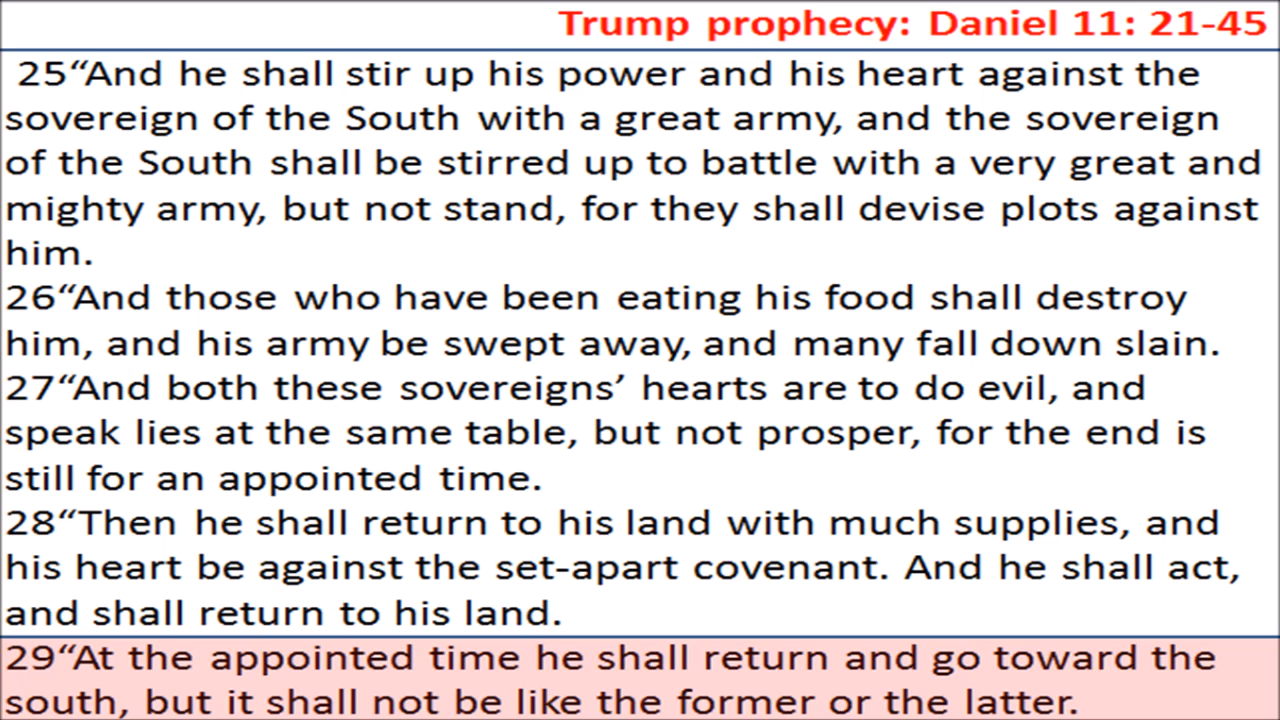 Trump prophecy: Daniel 11: 21-45
25“And he shall stir up his power and his heart against the
sovereign of the South with a great army, and the sovereign
of the South shall be stirred up to battle with a very great and
mighty army, but not stand, for they shall devise plots against
him.
26“And those who have been eating his food shall destroy
him, and his army be swept away, and many fall down slain.
27“And both these sovereigns’ hearts are to do evil, and
speak lies at the same table, but not prosper, for the end is
still for an appointed time.
28“Then he shall return to his land with much supplies, and
his heart be against the set-apart covenant. And he shall act,
and shall return to his land.
29“At the appointed time he shall return and go toward the
south, but it shall not be like the former or the latter.